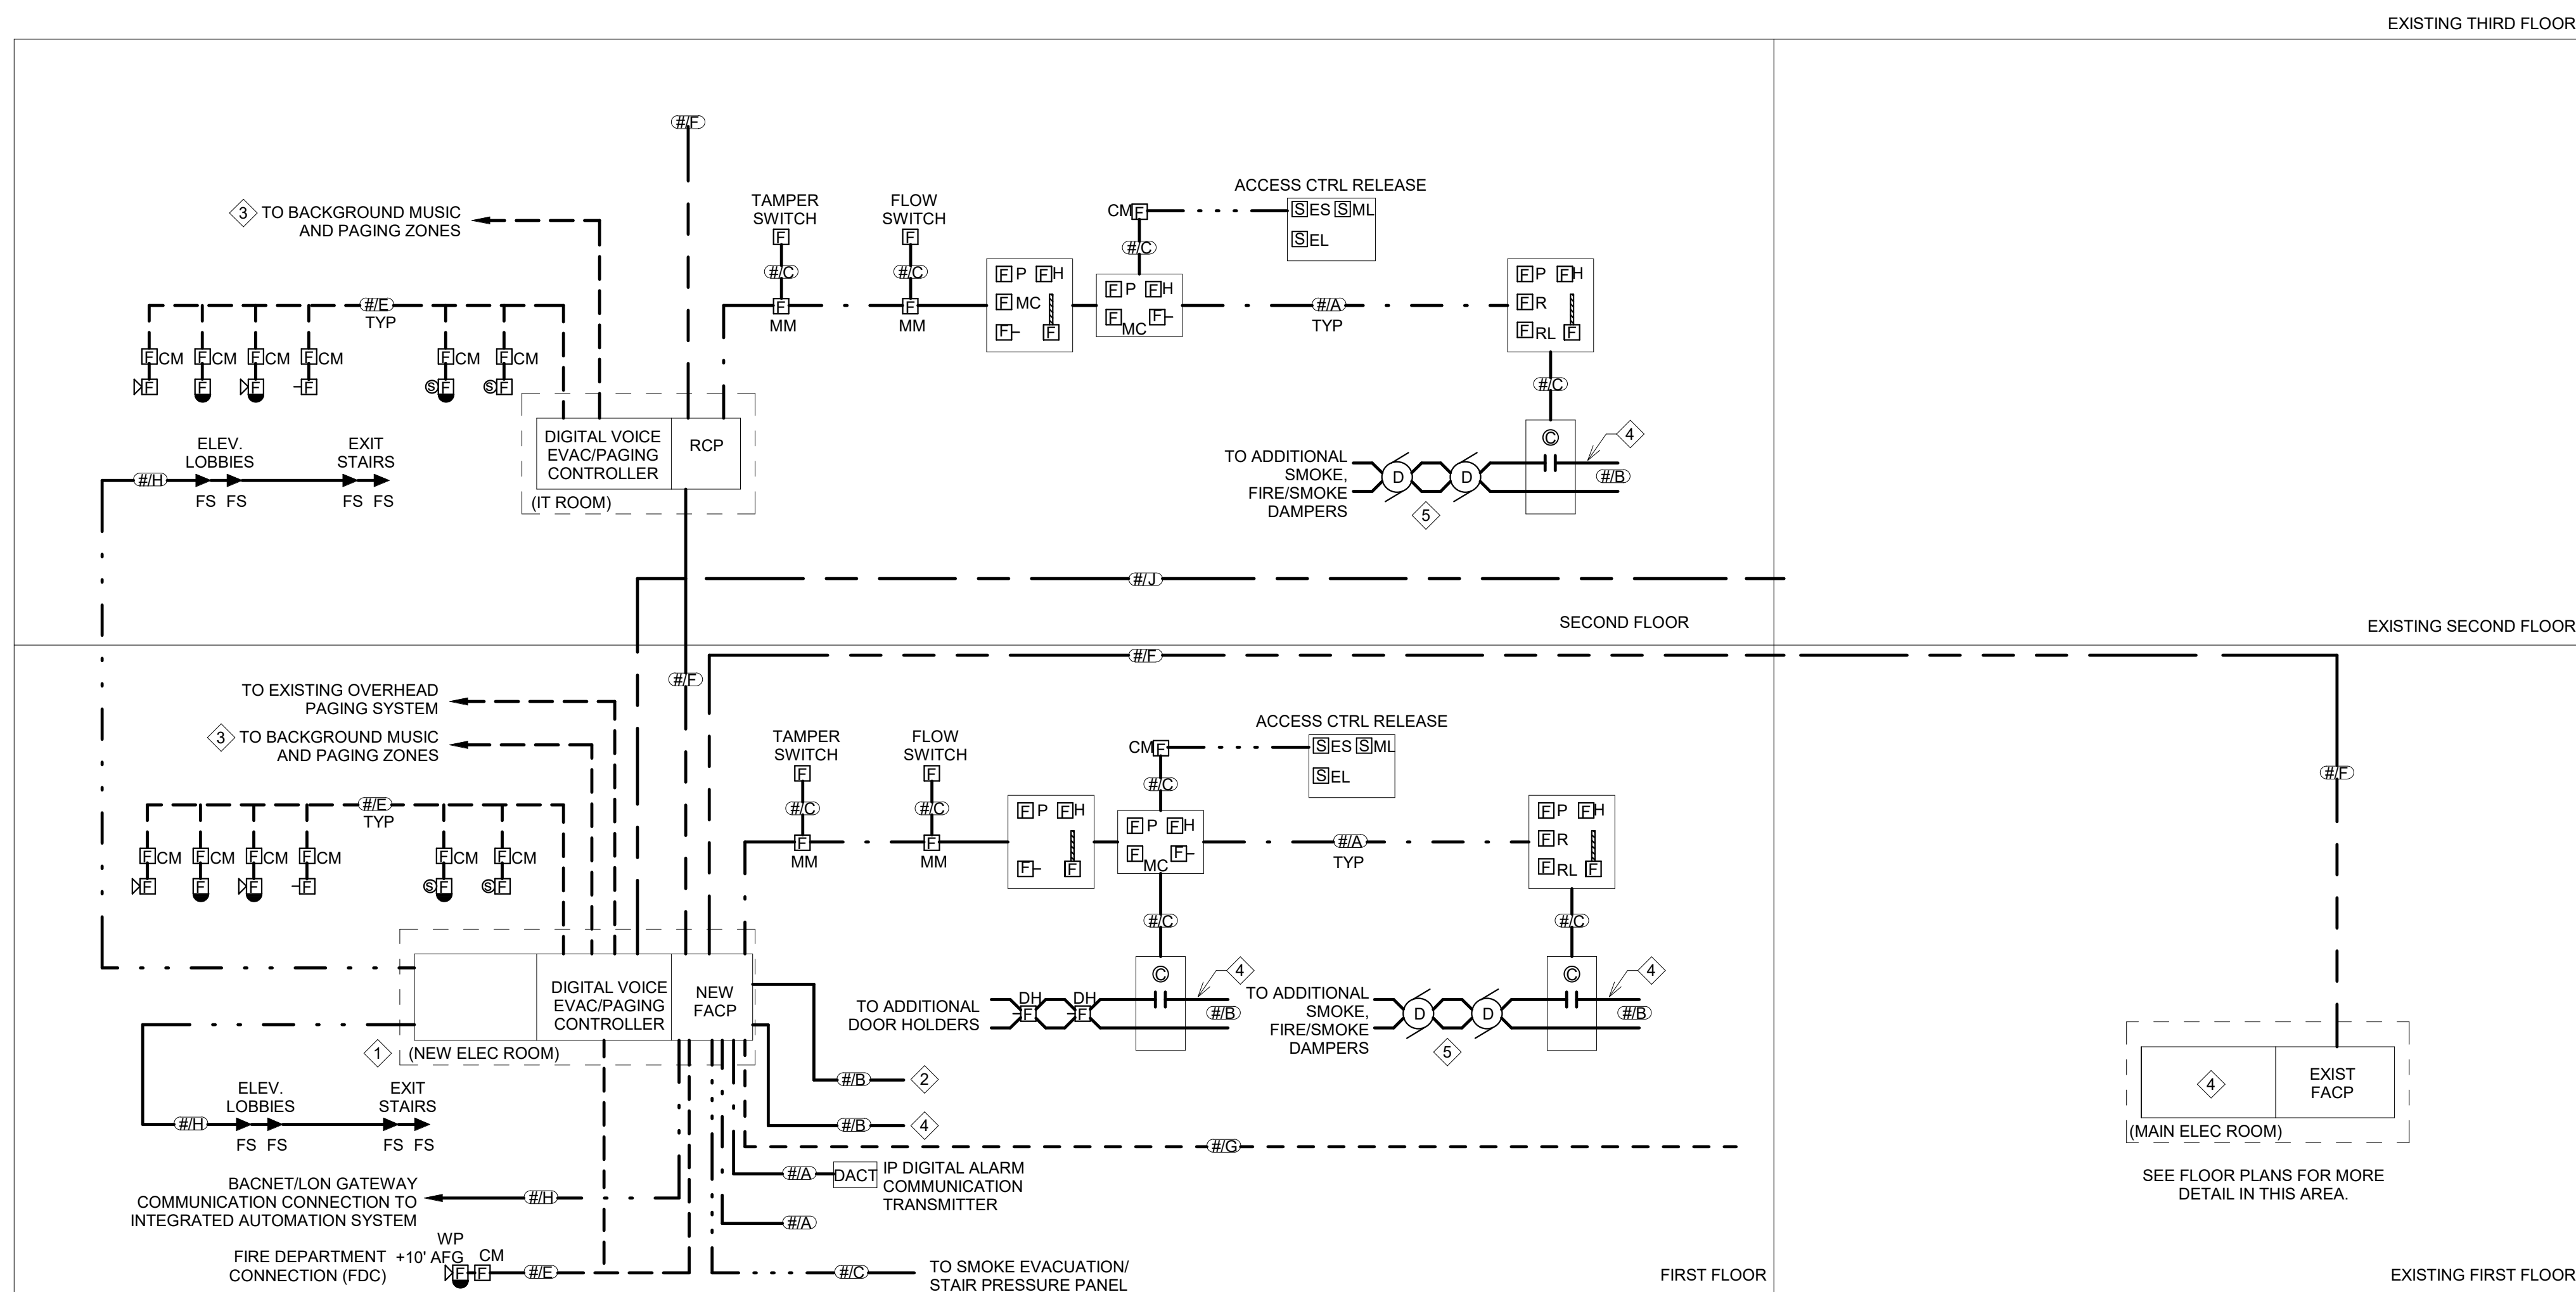 EXISTING THIRD FLOOR
#/F
3 TO BACKGROUND MUSIC
AND PAGING ZONES
TAMPER
SWITCH
F
#/C
F
MM
FLOW
SWITCH
F
#/C
F
MM
ACCESS CTRL RELEASE
CM F
S ES S ML
S EL
#/C
F P F H
F MC
F F
F P F H
F MC F
#/A
TYP
F P F H
F R
F RL F
#/C
#/E
TYP
F CM F CM F CM F CM F CM F CM
F F F F S F S F
DIGITAL VOICE
EVAC/PAGING
CONTROLLER
RCP
(IT ROOM)
ELEV.
LOBBIES
EXIT
STAIRS
#/H
FS FS FS FS
TO ADDITIONAL
SMOKE,
FIRE/SMOKE
DAMPERS
D D
5
C
4
#/B
#/J
SECOND FLOOR
EXISTING SECOND FLOOR
#/F
#/F
TO EXISTING OVERHEAD
PAGING SYSTEM
3 TO BACKGROUND MUSIC
AND PAGING ZONES
TAMPER
SWITCH
F
#/C
F
MM
FLOW
SWITCH
F
#/C
F
MM
ACCESS CTRL RELEASE
CM F
S ES S ML
S EL
#/C
F P F H
F F
F P F H
F MC F
#/A
TYP
F P F H
F R
F RL F
#/F
#/E
TYP
F CM F CM F CM F CM F CM F CM
F F F F S F S F
#/C
#/C
DIGITAL VOICE
EVAC/PAGING
CONTROLLER
NEW
FACP
1 (NEW ELEC ROOM)
TO ADDITIONAL
DOOR HOLDERS
DH DH
F F
C
4
#/B
TO ADDITIONAL
SMOKE,
FIRE/SMOKE
DAMPERS
D D
5
C
4
#/B
4
EXIST
FACP
(MAIN ELEC ROOM)
SEE FLOOR PLANS FOR MORE
DETAIL IN THIS AREA.
ELEV.
LOBBIES
EXIT
STAIRS
#/H
FS FS FS FS
#/B 2
#/B 4
#/G
#/A DACT IP DIGITAL ALARM
COMMUNICATION
TRANSMITTER
BACNET/LON GATEWAY
COMMUNICATION CONNECTION TO
INTEGRATED AUTOMATION SYSTEM
#/H
#/A
FIRE DEPARTMENT
CONNECTION (FDC)
WP
+10' AFG
CM
F F
#/E
#/C
TO SMOKE EVACUATION/
STAIR PRESSURE PANEL
FIRST FLOOR
EXISTING FIRST FLOOR